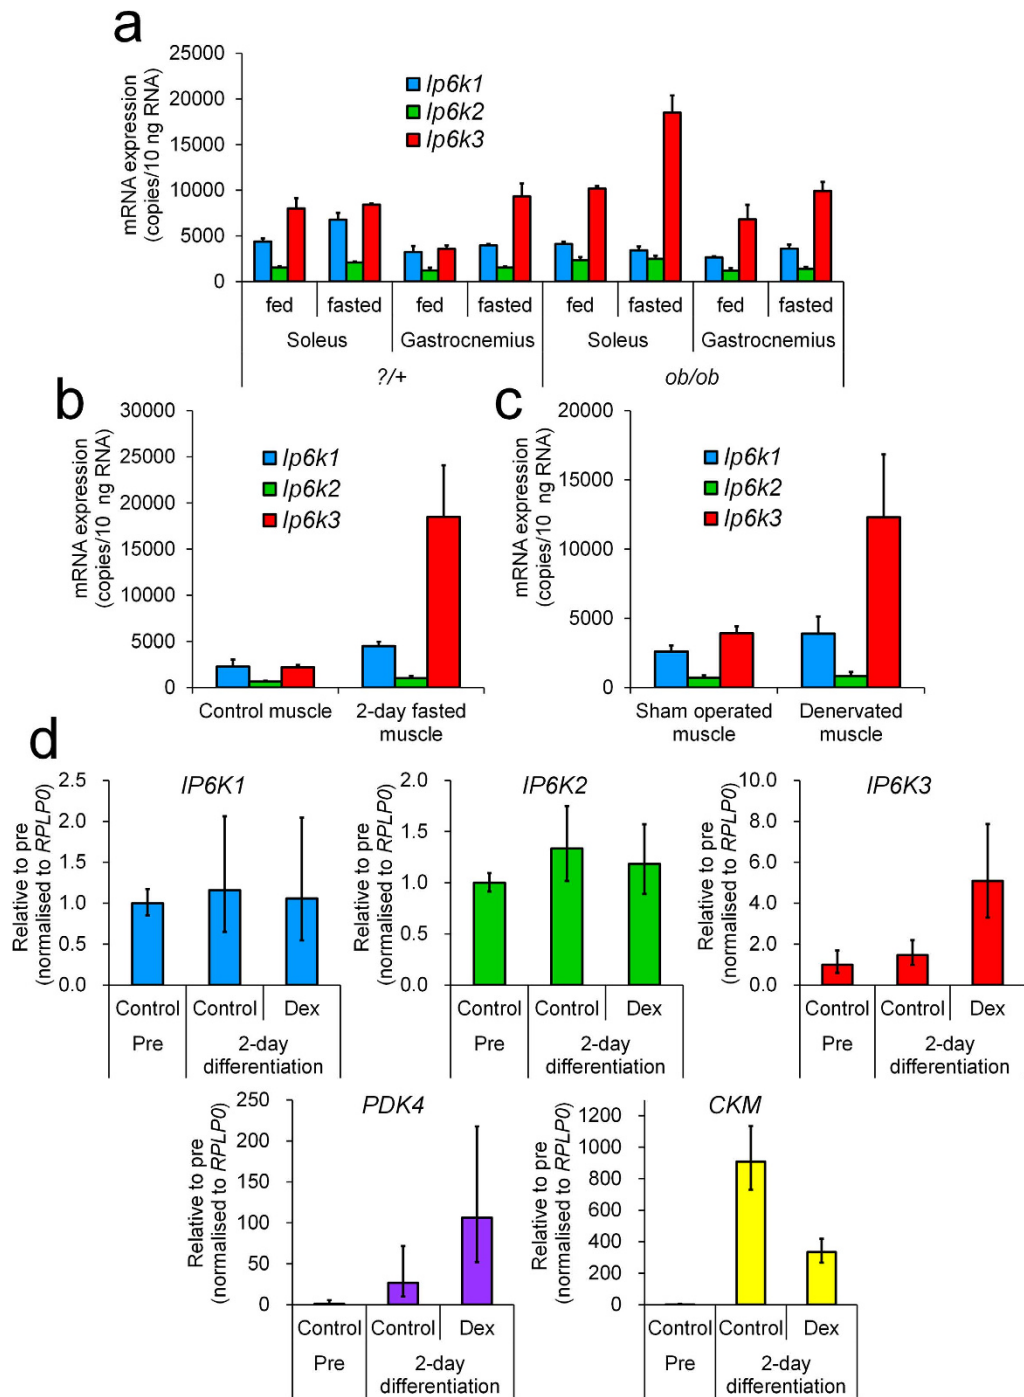 a
mRNA expression
(copies/10 ng RNA)
25000
20000
15000
10000
5000
0
Ip6k1
Ip6k2
Ip6k3
fed fasted fed fasted fed fasted fed fasted
Soleus Gastrocnemius Soleus Gastrocnemius
?/+ ob/ob
b
mRNA expression
(copies/10 ng RNA)
30000
25000
20000
15000
10000
5000
0
Ip6k1
Ip6k2
Ip6k3
Control muscle 2-day fasted
muscle
c
mRNA expression
(copies/10 ng RNA)
20000
15000
10000
5000
0
Ip6k1
Ip6k2
Ip6k3
Sham operated Denervated
muscle muscle
d
IP6K1
Relative to pre
(normalised to RPLP0)
2.5
2.0
1.5
1.0
0.5
0.0
Control Control Dex
Pre 2-day
differentiation
IP6K2
Relative to pre
(normalised to RPLP0)
2.0
1.5
1.0
0.5
0.0
Control Control Dex
Pre 2-day
differentiation
IP6K3
Relative to pre
(normalised to RPLP0)
10.0
8.0
6.0
4.0
2.0
0.0
Control Control Dex
Pre 2-day
differentiation
PDK4
Relative to pre
(normalised to RPLP0)
250
200
150
100
50
0
Control Control Dex
Pre 2-day
differentiation
CKM
Relative to pre
(normalised to RPLP0)
1200
1000
800
600
400
200
0
Control Control Dex
Pre 2-day
differentiation